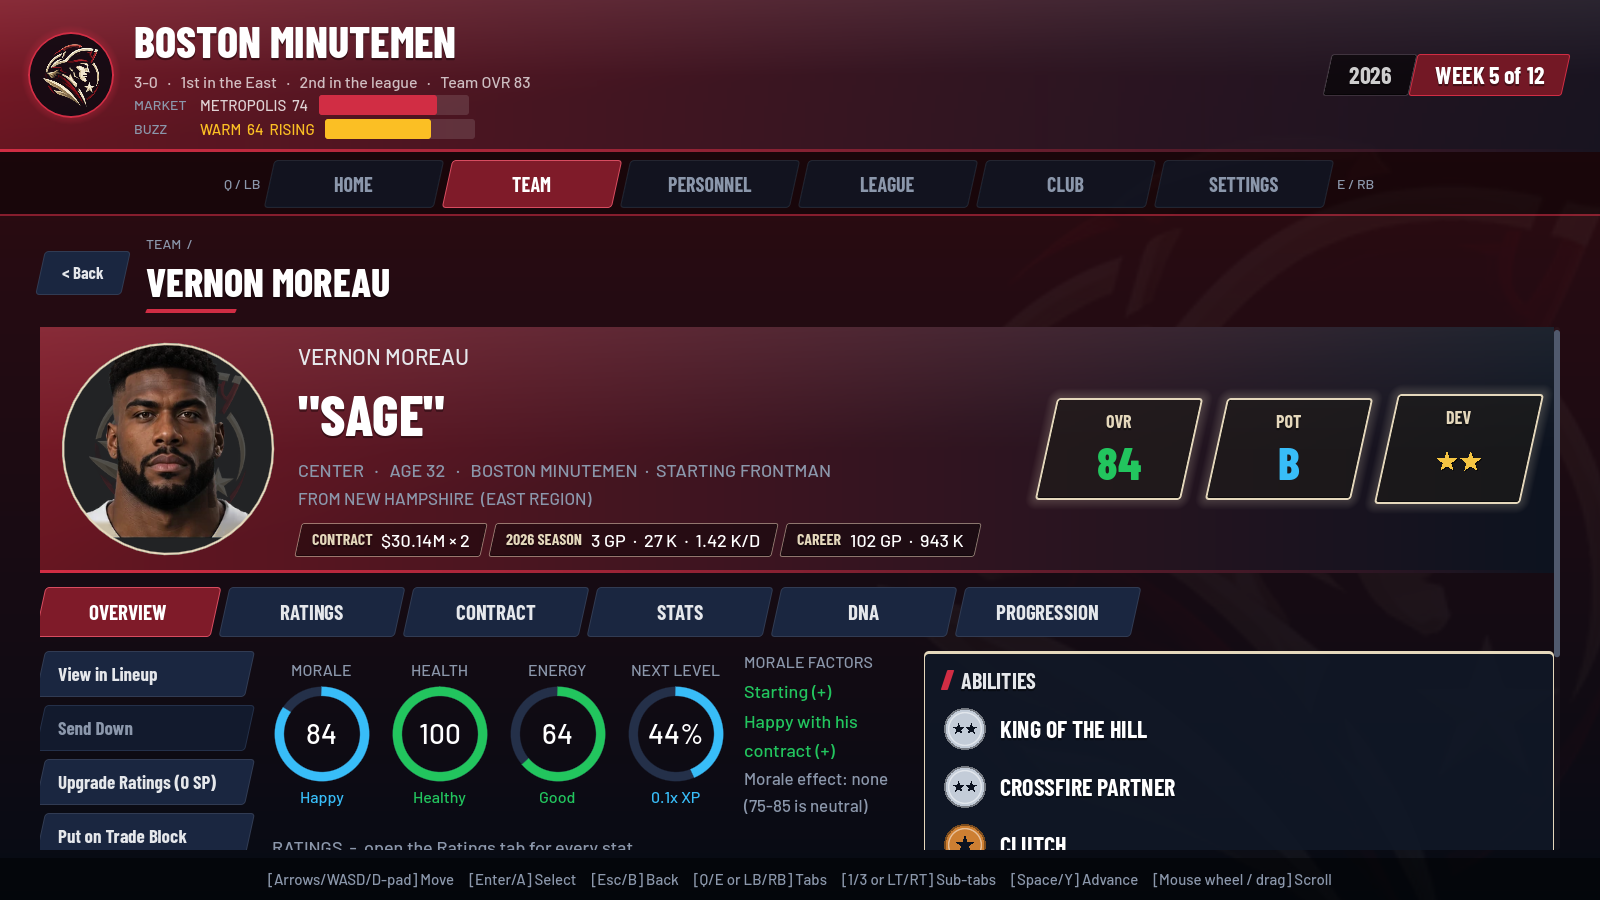 BOSTON MINUTEMEN
3-0 · 1st in the East · 2nd in the league · Team OVR 83
MARKET METROPOLIS 74
BUZZ WARM 64 RISING
2026 WEEK 5 of 12
Q / LB HOME TEAM PERSONNEL LEAGUE CLUB SETTINGS E / RB
< Back
TEAM /
VERNON MOREAU
VERNON MOREAU
"SAGE"
CENTER · AGE 32 · BOSTON MINUTEMEN · STARTING FRONTMAN
FROM NEW HAMPSHIRE (EAST REGION)
CONTRACT $30.14M × 2
2026 SEASON 3 GP · 27 K · 1.42 K/D
CAREER 102 GP · 943 K
OVR
84
POT
B
DEV
OVERVIEW RATINGS CONTRACT STATS DNA PROGRESSION
View in Lineup
Send Down
Upgrade Ratings (0 SP)
Put on Trade Block
MORALE
84
Happy
HEALTH
100
Healthy
ENERGY
64
Good
NEXT LEVEL
44%
0.1x XP
MORALE FACTORS
Starting (+)
Happy with his
contract (+)
Morale effect: none
(75-85 is neutral)
RATINGS - open the Ratings tab for every stat
ABILITIES
KING OF THE HILL
CROSSFIRE PARTNER
CLUTCH
[Arrows/WASD/D-pad] Move [Enter/A] Select [Esc/B] Back [Q/E or LB/RB] Tabs [1/3 or LT/RT] Sub-tabs [Space/Y] Advance [Mouse wheel / drag] Scroll